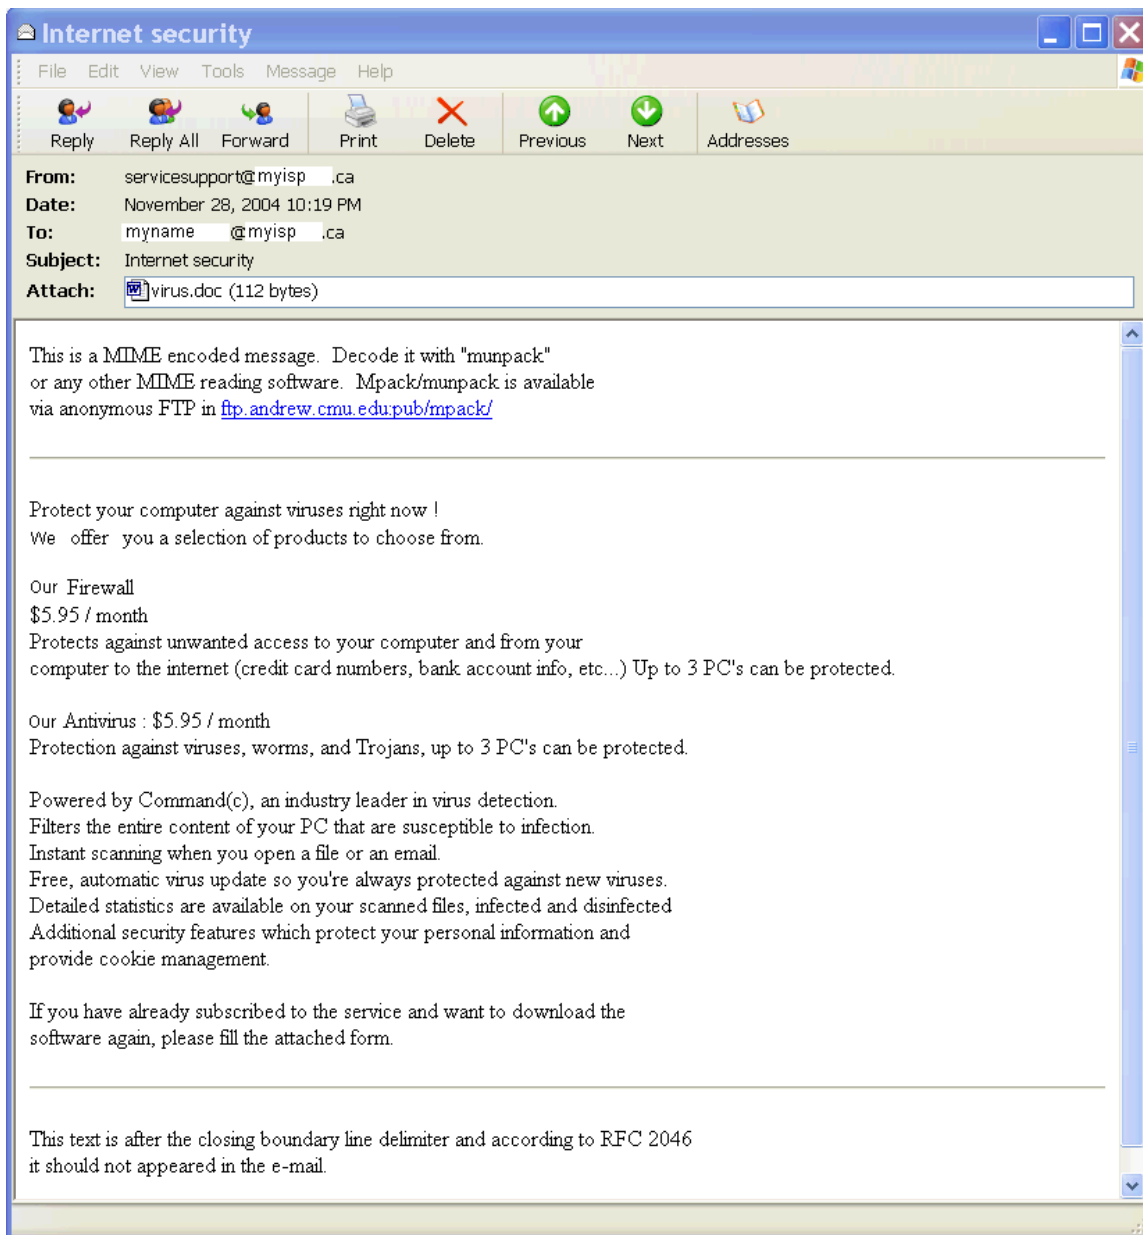 Internet security
File Edit View Tools Message Help
Reply Reply All Forward Print Delete Previous Next Addresses
From: servicesupport@myisp .ca
Date: November 28, 2004 10:19 PM
To: myname @myisp .ca
Subject: Internet security
Attach: virus.doc (112 bytes)
This is a MIME encoded message. Decode it with "munpack"
or any other MIME reading software. Mpack/munpack is available
via anonymous FTP in ftp.andrew.cmu.edu:pub/mpack/
Protect your computer against viruses right now !
We offer you a selection of products to choose from.
Our Firewall
$5.95 / month
Protects against unwanted access to your computer and from your
computer to the internet (credit card numbers, bank account info, etc...) Up to 3 PC's can be protected.
Our Antivirus : $5.95 / month
Protection against viruses, worms, and Trojans, up to 3 PC's can be protected.
Powered by Command(c), an industry leader in virus detection.
Filters the entire content of your PC that are susceptible to infection.
Instant scanning when you open a file or an email.
Free, automatic virus update so you're always protected against new viruses.
Detailed statistics are available on your scanned files, infected and disinfected
Additional security features which protect your personal information and
provide cookie management.
If you have already subscribed to the service and want to download the
software again, please fill the attached form.
This text is after the closing boundary line delimiter and according to RFC 2046
it should not appeared in the e-mail.